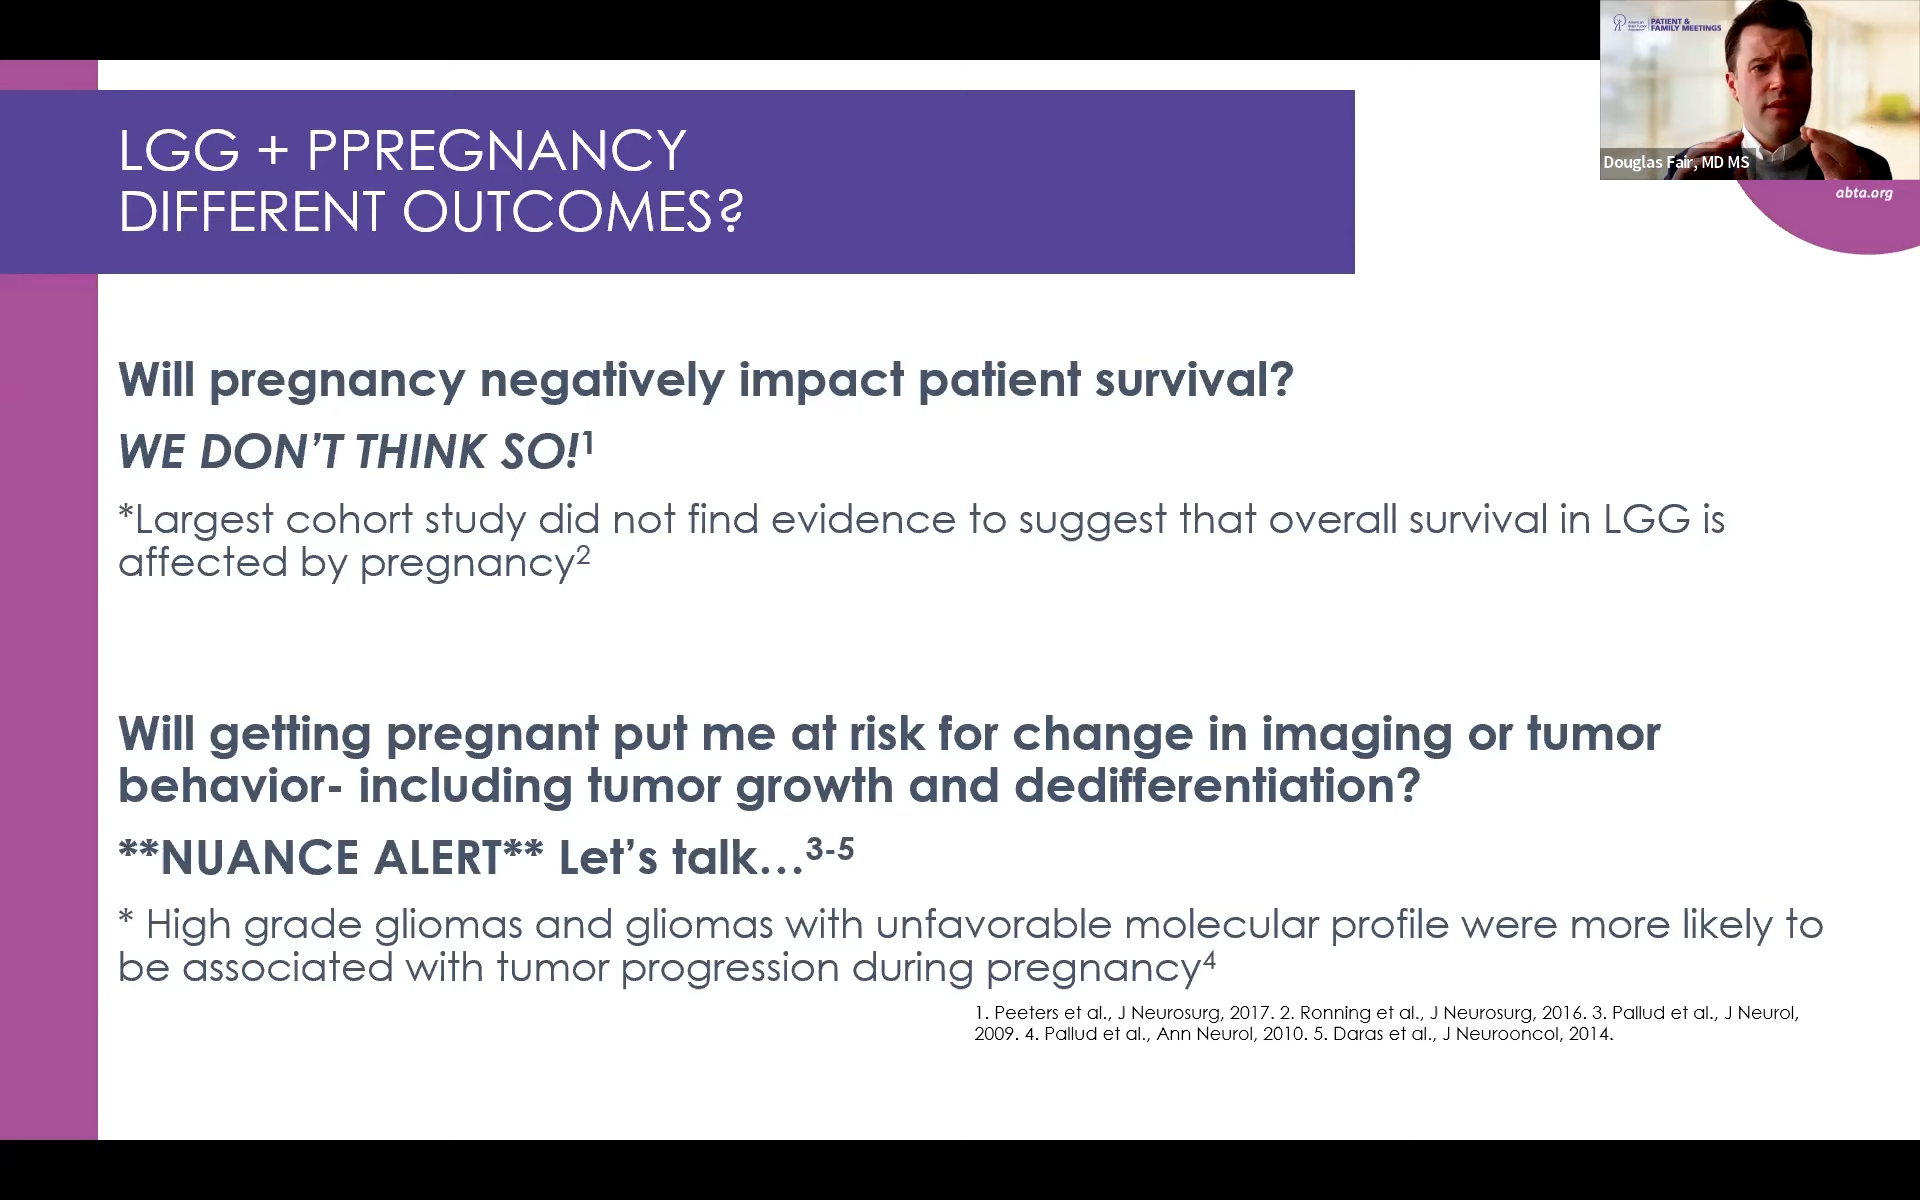 PATIENT &
FAMILY MEETINGS
Douglas Fair, MD MS
abta.org
LGG + PPREGNANCY
DIFFERENT OUTCOMES?
Will pregnancy negatively impact patient survival?
WE DON’T THINK SO!1
*Largest cohort study did not find evidence to suggest that overall survival in LGG is
affected by pregnancy2
Will getting pregnant put me at risk for change in imaging or tumor
behavior- including tumor growth and dedifferentiation?
**NUANCE ALERT** Let’s talk…3-5
* High grade gliomas and gliomas with unfavorable molecular profile were more likely to
be associated with tumor progression during pregnancy4
1. Peeters et al., J Neurosurg, 2017. 2. Ronning et al., J Neurosurg, 2016. 3. Pallud et al., J Neurol,
2009. 4. Pallud et al., Ann Neurol, 2010. 5. Daras et al., J Neurooncol, 2014.